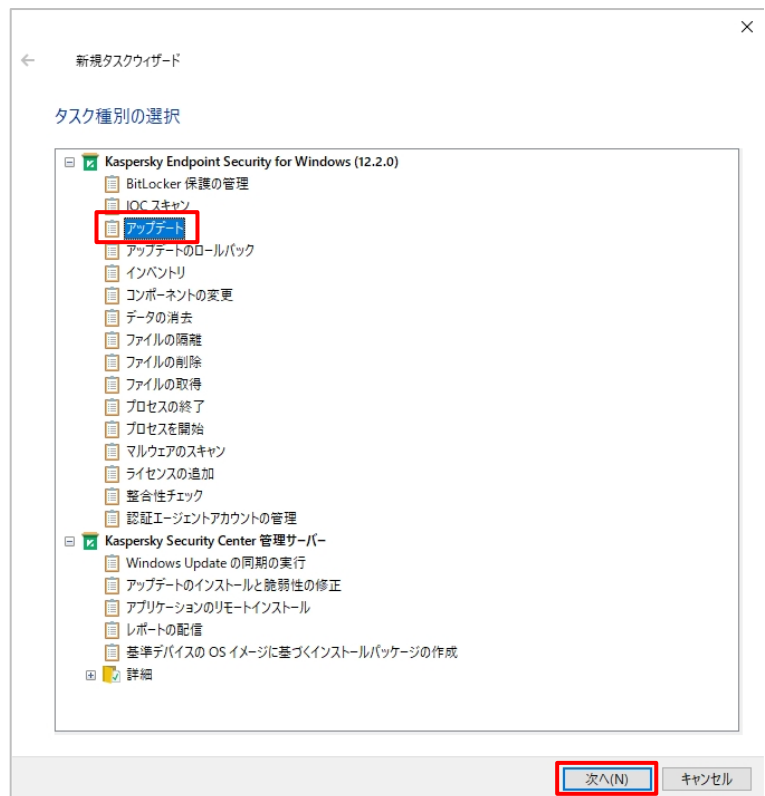 新規タスクウィザード
タスク種別の選択
Kaspersky Endpoint Security for Windows (12.2.0)
BitLocker 保護の管理
IOC スキャン
アップデート
アップデートのロールバック
インベントリ
コンポーネントの変更
データの消去
ファイルの隔離
ファイルの削除
ファイルの取得
プロセスの終了
プロセスを開始
マルウェアのスキャン
ライセンスの追加
整合性チェック
認証エージェントアカウントの管理
Kaspersky Security Center 管理サーバー
Windows Update の同期の実行
アップデートのインストールと脆弱性の修正
アプリケーションのリモートインストール
レポートの配信
基準デバイスの OS イメージに基づくインストールパッケージの作成
詳細
次へ(N) キャンセル